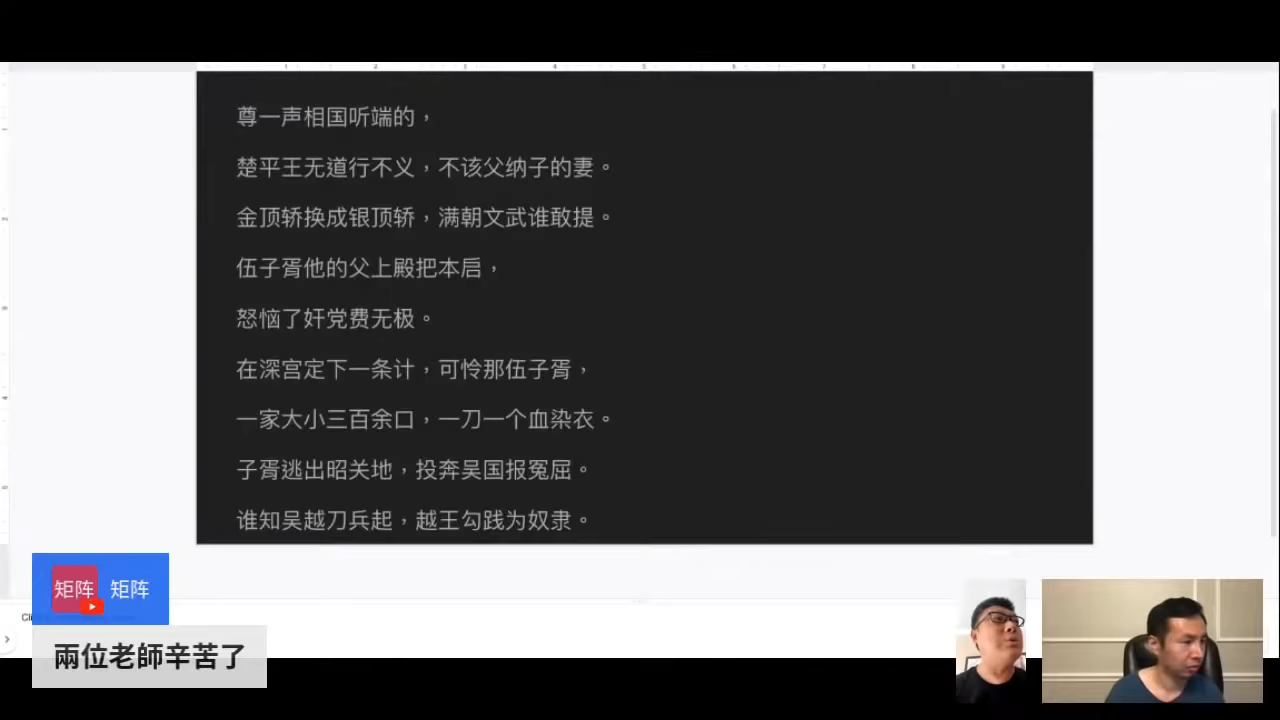 尊一声相国听端的，
楚平王无道行不义，不该父纳子的妻。
金顶轿换成银顶轿，满朝文武谁敢提。
伍子胥他的父上殿把本启，
怒恼了奸党费无极。
在深宫定下一条计，可怜那伍子胥，
一家大小三百余口，一刀一个血染衣。
子胥逃出昭关地，投奔吴国报冤屈。
谁知吴越刀兵起，越王勾践为奴隶。
矩阵 矩阵
兩位老師辛苦了